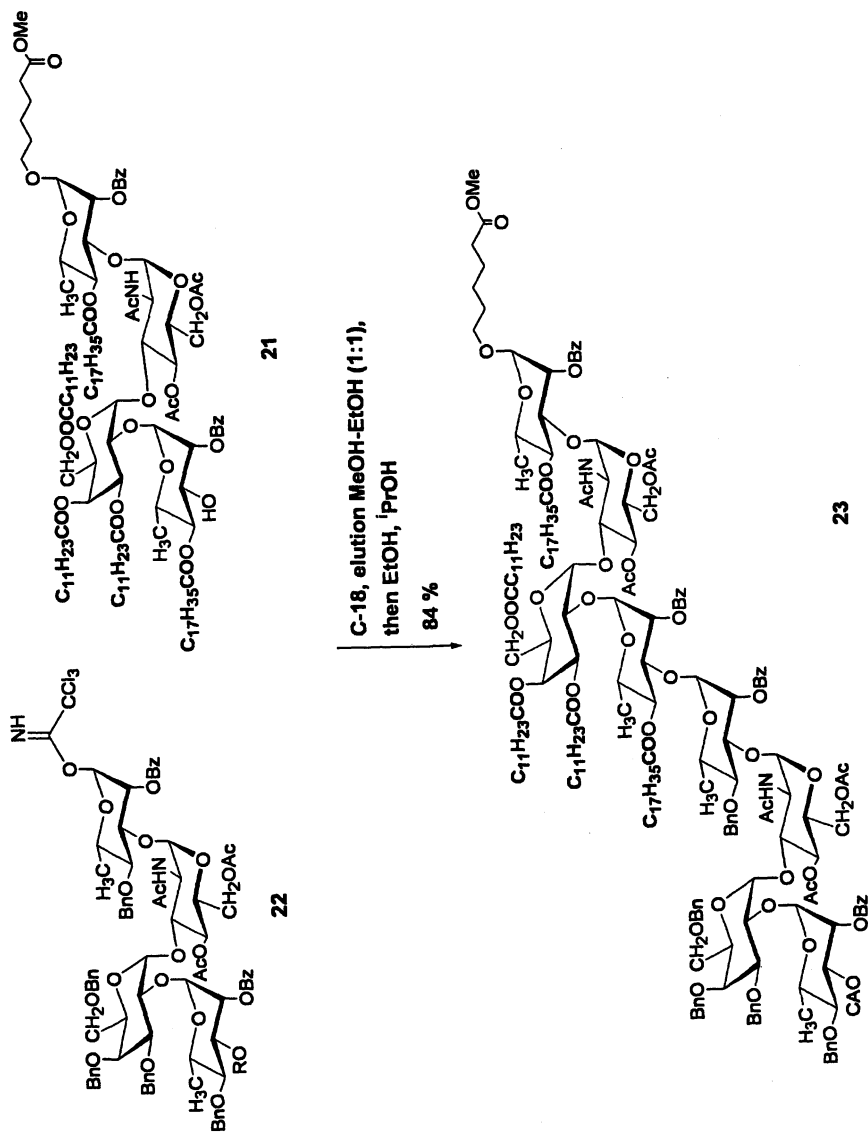 NH
CCl3
O
O
H3C
BnO
OBz
O
AcHN
O
CH2OAc
AcO
O
CH2OBn
BnO
O
BnO
O
O
H3C
BnO
RO
OBz
22
OMe
O
O
O
H3C
C17H35COO
OBz
O
AcNH
O
CH2OAc
AcO
O
CH2OOCC11H23
C11H23COO
O
C11H23COO
O
O
H3C
C17H35COO
HO
OBz
21
C-18, elution MeOH-EtOH (1:1),
then EtOH, iPrOH
84 %
OMe
O
O
O
H3C
C17H35COO
OBz
O
AcHN
O
CH2OAc
AcO
O
CH2OOCC11H23
C11H23COO
O
C11H23COO
O
O
H3C
C17H35COO
OBz
O
O
H3C
BnO
OBz
O
AcHN
O
CH2OAc
AcO
O
CH2OBn
BnO
O
BnO
O
O
H3C
BnO
CAO
OBz
23